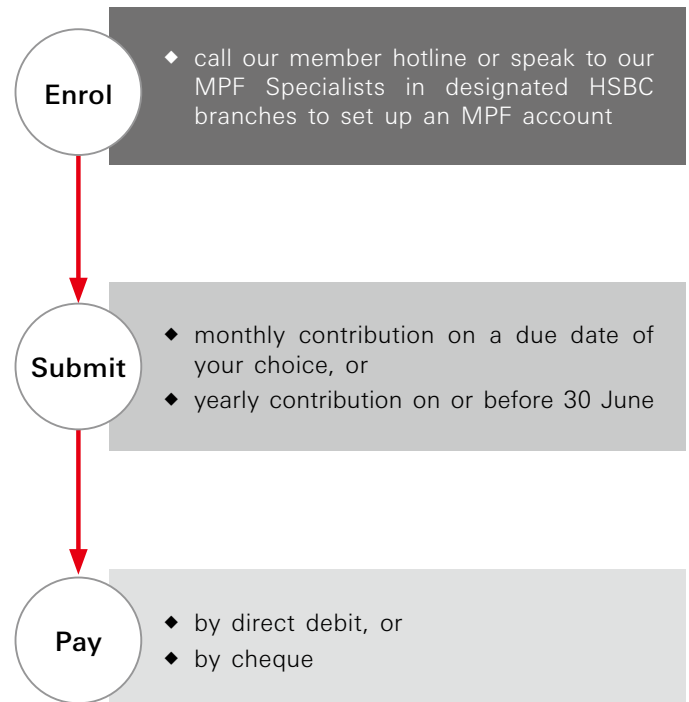 Enrol
◆ call our member hotline or speak to our
MPF Specialists in designated HSBC
branches to set up an MPF account
Submit
◆ monthly contribution on a due date of
your choice, or
◆ yearly contribution on or before 30 June
Pay
◆ by direct debit, or
◆ by cheque